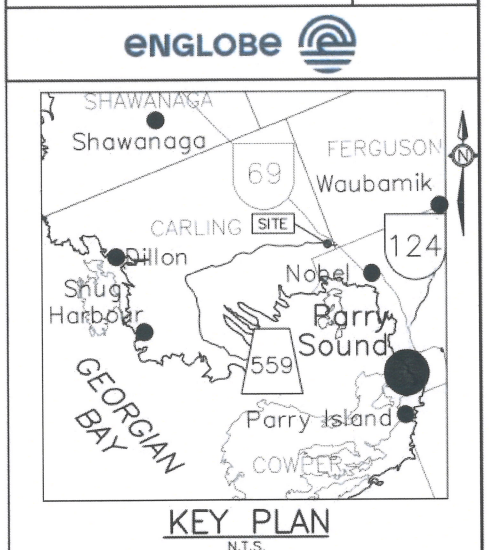 ENGLOBE
SHAWANAGA
Shawanaga
FERGUSON
N
69
Waubamik
CARLING
SITE
124
Dillon
Nobel
Shug
Harbour
Parry
Sound
559
GEORGIAN
BAY
Parry Island
COWPER
KEY PLAN
N.T.S.